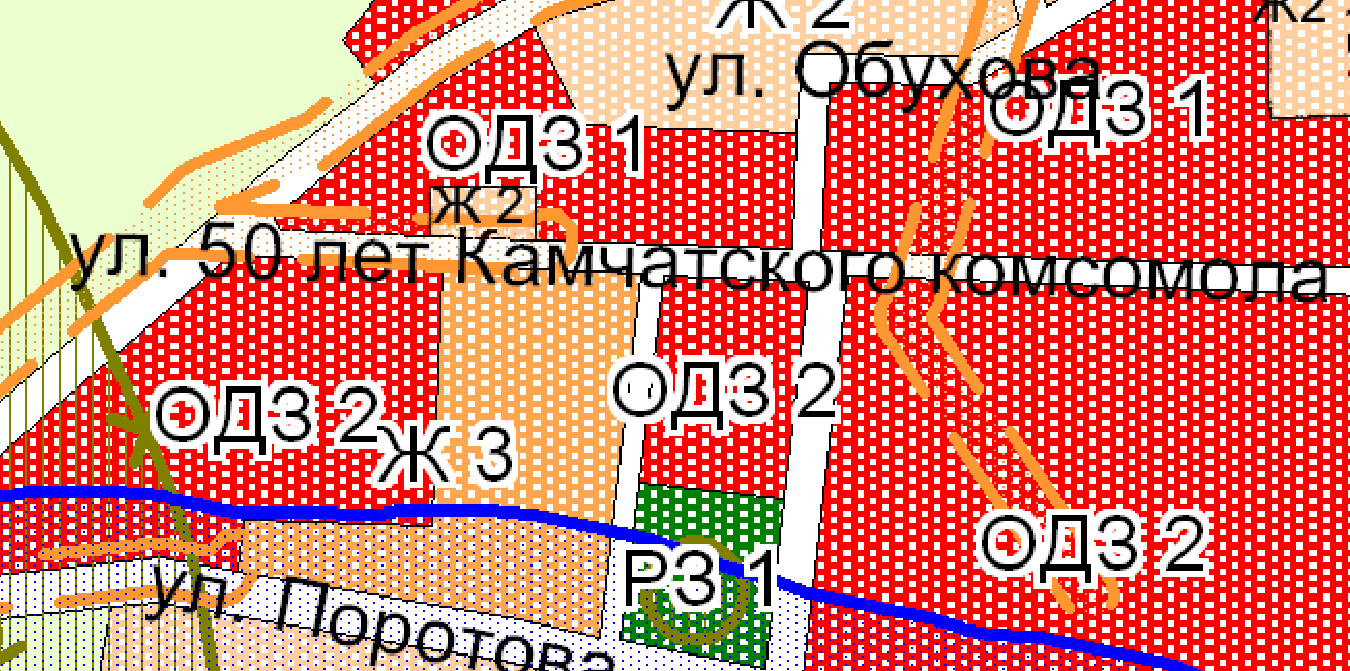 Ж 2
Ж2
ул. Обухова
ОДЗ 1
ОДЗ 1
Ж 2
ул. 50 лет Камчатского комсомола
ОДЗ 2
ОДЗ 2
Ж 3
ОДЗ 2
РЗ 1
ул. Поротова